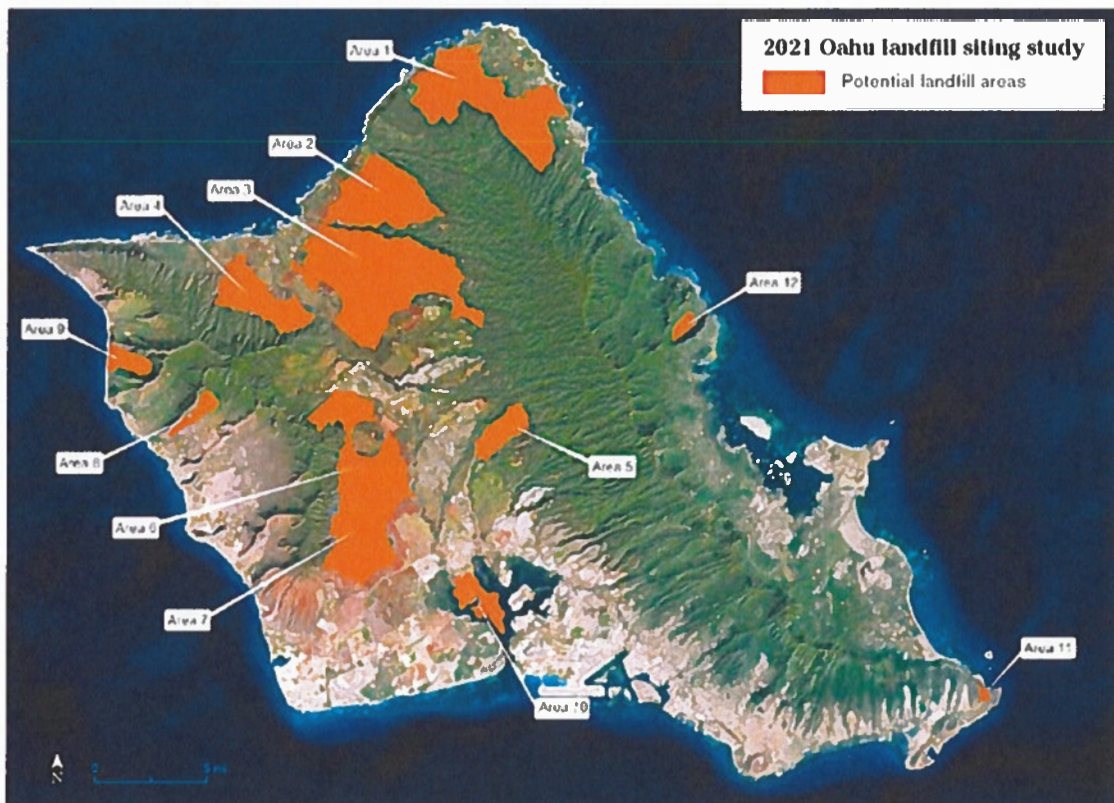 2021 Oahu landfill siting study
Potential landfill areas
Area 1
Area 2
Area 3
Area 4
Area 12
Area 9
Area 8
Area 5
Area 6
Area 7
Area 11
Area 10
N
0 5 mi